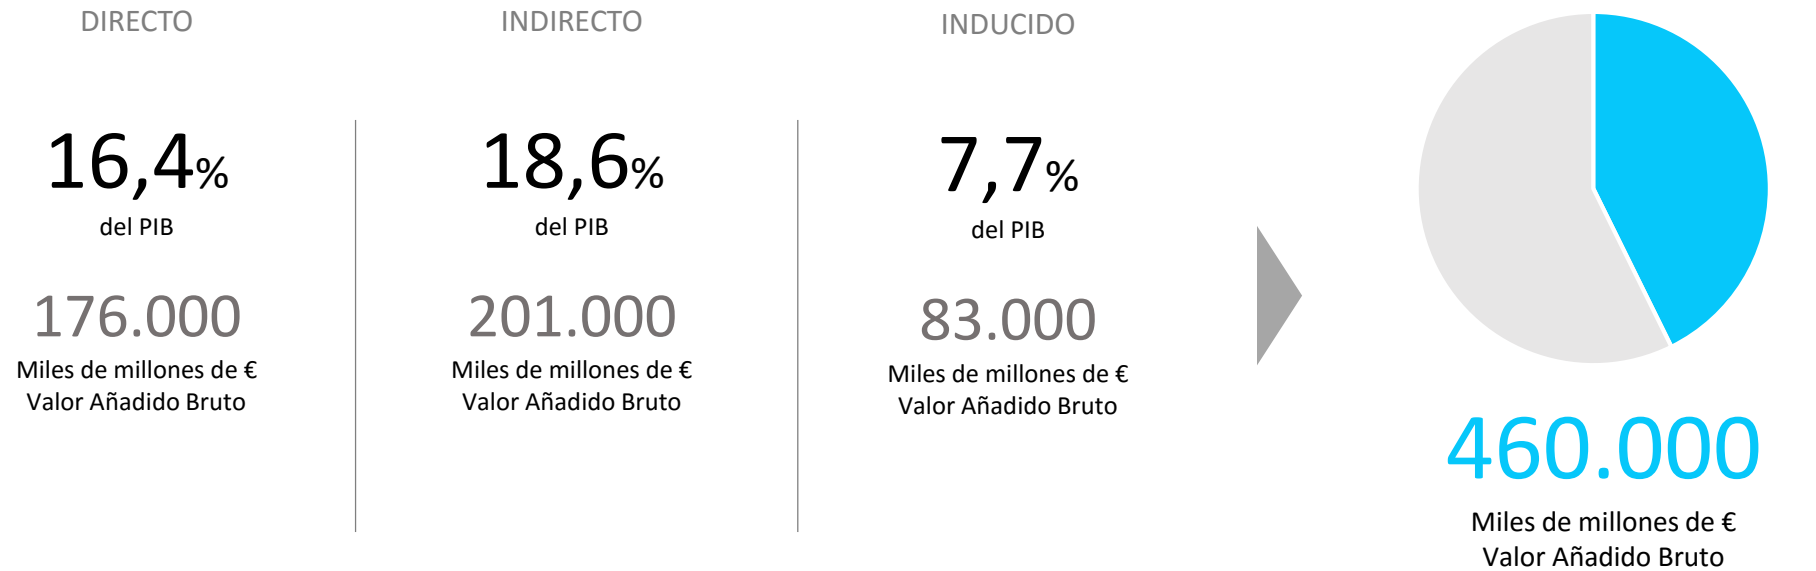 DIRECTO
16,4%
del PIB
176.000
Miles de millones de €
Valor Añadido Bruto
INDIRECTO
18,6%
del PIB
201.000
Miles de millones de €
Valor Añadido Bruto
INDUCIDO
7,7%
del PIB
83.000
Miles de millones de €
Valor Añadido Bruto
460.000
Miles de millones de €
Valor Añadido Bruto